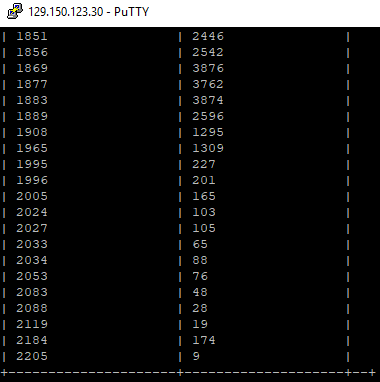 129.150.123.30 - PuTTY
| 1851 | 2446 |
| 1856 | 2542 |
| 1869 | 3876 |
| 1877 | 3762 |
| 1883 | 3874 |
| 1889 | 2596 |
| 1908 | 1295 |
| 1965 | 1309 |
| 1995 | 227 |
| 1996 | 201 |
| 2005 | 165 |
| 2024 | 103 |
| 2027 | 105 |
| 2033 | 65 |
| 2034 | 88 |
| 2053 | 76 |
| 2083 | 48 |
| 2088 | 28 |
| 2119 | 19 |
| 2184 | 174 |
| 2205 | 9 |
+---------------------+--------------------+--+